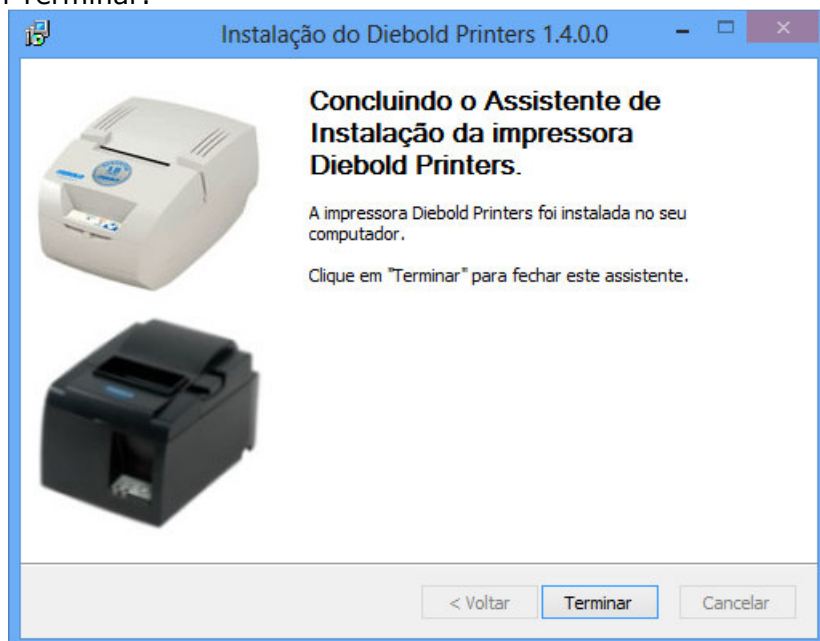 Terminar.
Instalação do Diebold Printers 1.4.0.0
Concluindo o Assistente de
Instalação da impressora
Diebold Printers.
A impressora Diebold Printers foi instalada no seu
computador.
Clique em "Terminar" para fechar este assistente.
< Voltar
Terminar
Cancelar